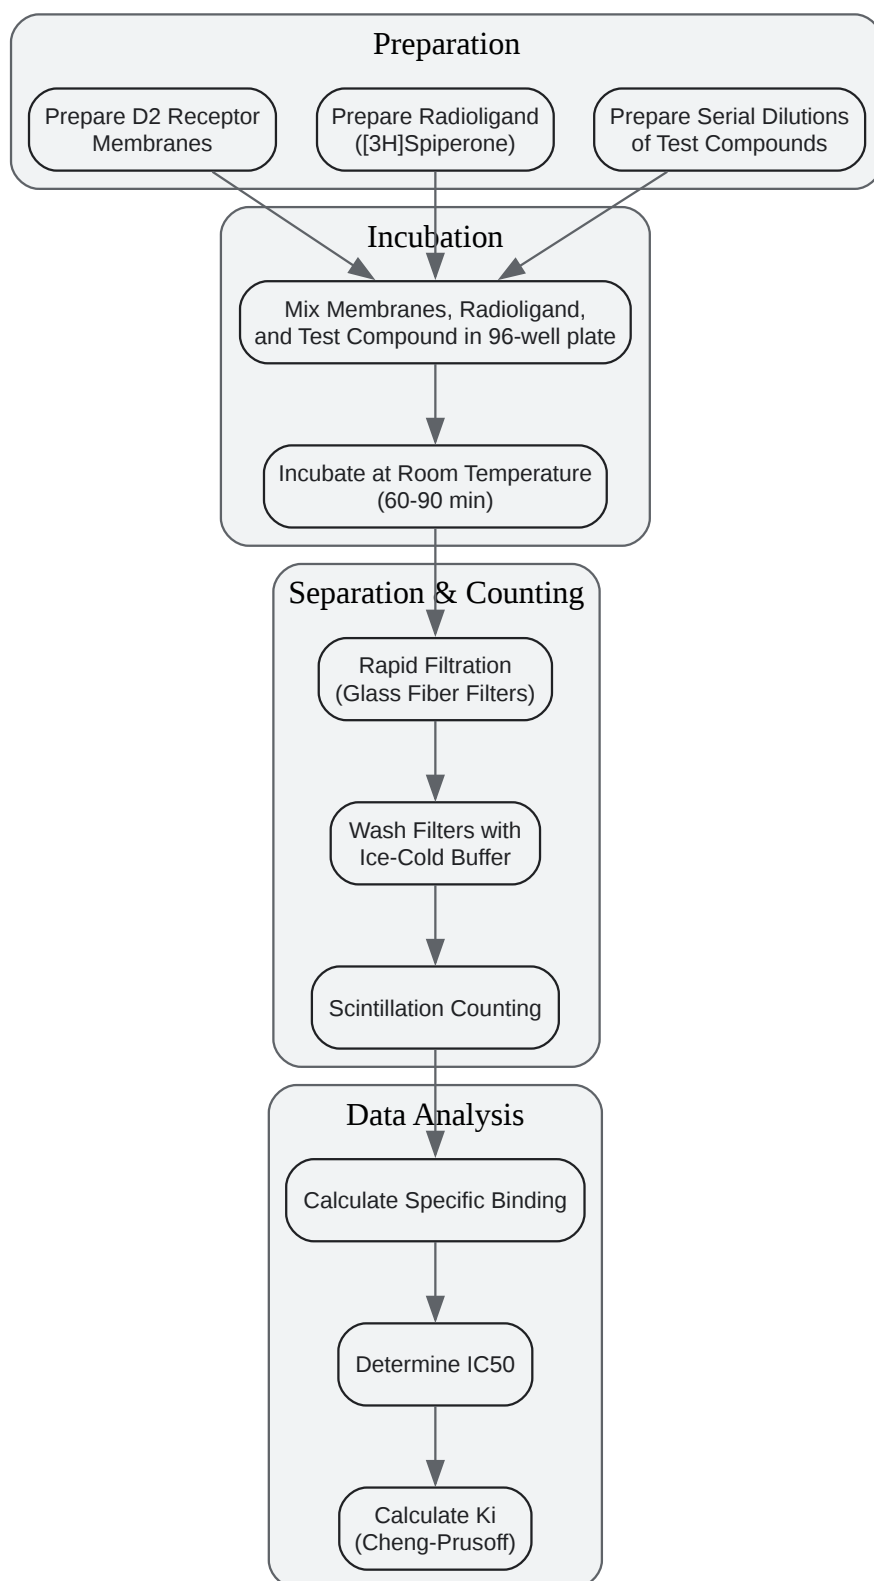 Preparation
Prepare D2 Receptor
Membranes
Prepare Radioligand
([3H]Spiperone)
Prepare Serial Dilutions
of Test Compounds
Incubation
Mix Membranes, Radioligand,
and Test Compound in 96-well plate
Incubate at Room Temperature
(60-90 min)
Separation & Counting
Rapid Filtration
(Glass Fiber Filters)
Wash Filters with
Ice-Cold Buffer
Scintillation Counting
Data Analysis
Calculate Specific Binding
Determine IC50
Calculate Ki
(Cheng-Prusoff)